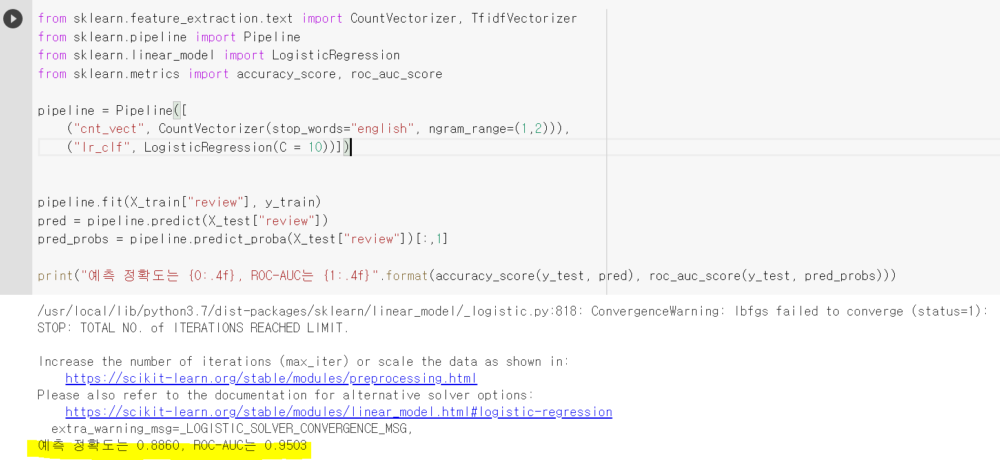 from sklearn.feature_extraction.text import CountVectorizer, TfidfVectorizer
from sklearn.pipeline import Pipeline
from sklearn.linear_model import LogisticRegression
from sklearn.metrics import accuracy_score, roc_auc_score
pipeline = Pipeline([
    ("cnt_vect", CountVectorizer(stop_words="english", ngram_range=(1,2))),
    ("lr_clf", LogisticRegression(C = 10))])
pipeline.fit(X_train["review"], y_train)
pred = pipeline.predict(X_test["review"])
pred_probs = pipeline.predict_proba(X_test["review"])[:,1]
print("예측 정확도는 {0:.4f}, ROC-AUC는 {1:.4f}".format(accuracy_score(y_test, pred), roc_auc_score(y_test, pred_probs)))
/usr/local/lib/python3.7/dist-packages/sklearn/linear_model/_logistic.py:818: ConvergenceWarning: lbfgs failed to converge (status=1):
STOP: TOTAL NO. of ITERATIONS REACHED LIMIT.
Increase the number of iterations (max_iter) or scale the data as shown in:
    https://scikit-learn.org/stable/modules/preprocessing.html
Please also refer to the documentation for alternative solver options:
    https://scikit-learn.org/stable/modules/linear_model.html#logistic-regression
  extra_warning_msg=_LOGISTIC_SOLVER_CONVERGENCE_MSG,
예측 정확도는 0.8860, ROC-AUC는 0.9503